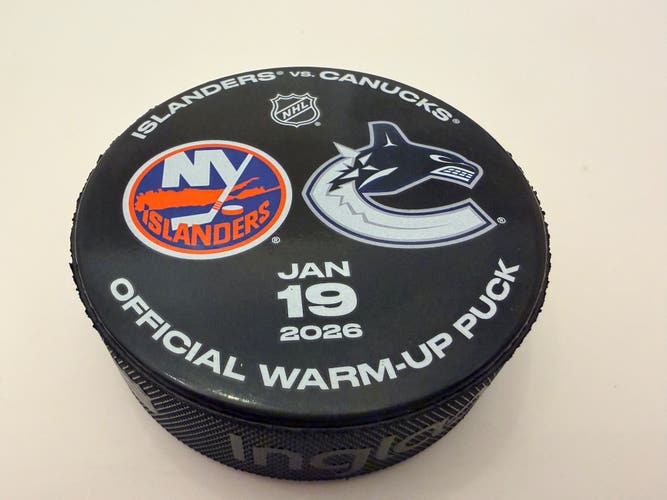 ISLANDERS® vs. CANUCKS®
NHL®
NY
ISLANDERS®
®
JAN
19
2026
OFFICIAL WARM-UP PUCK